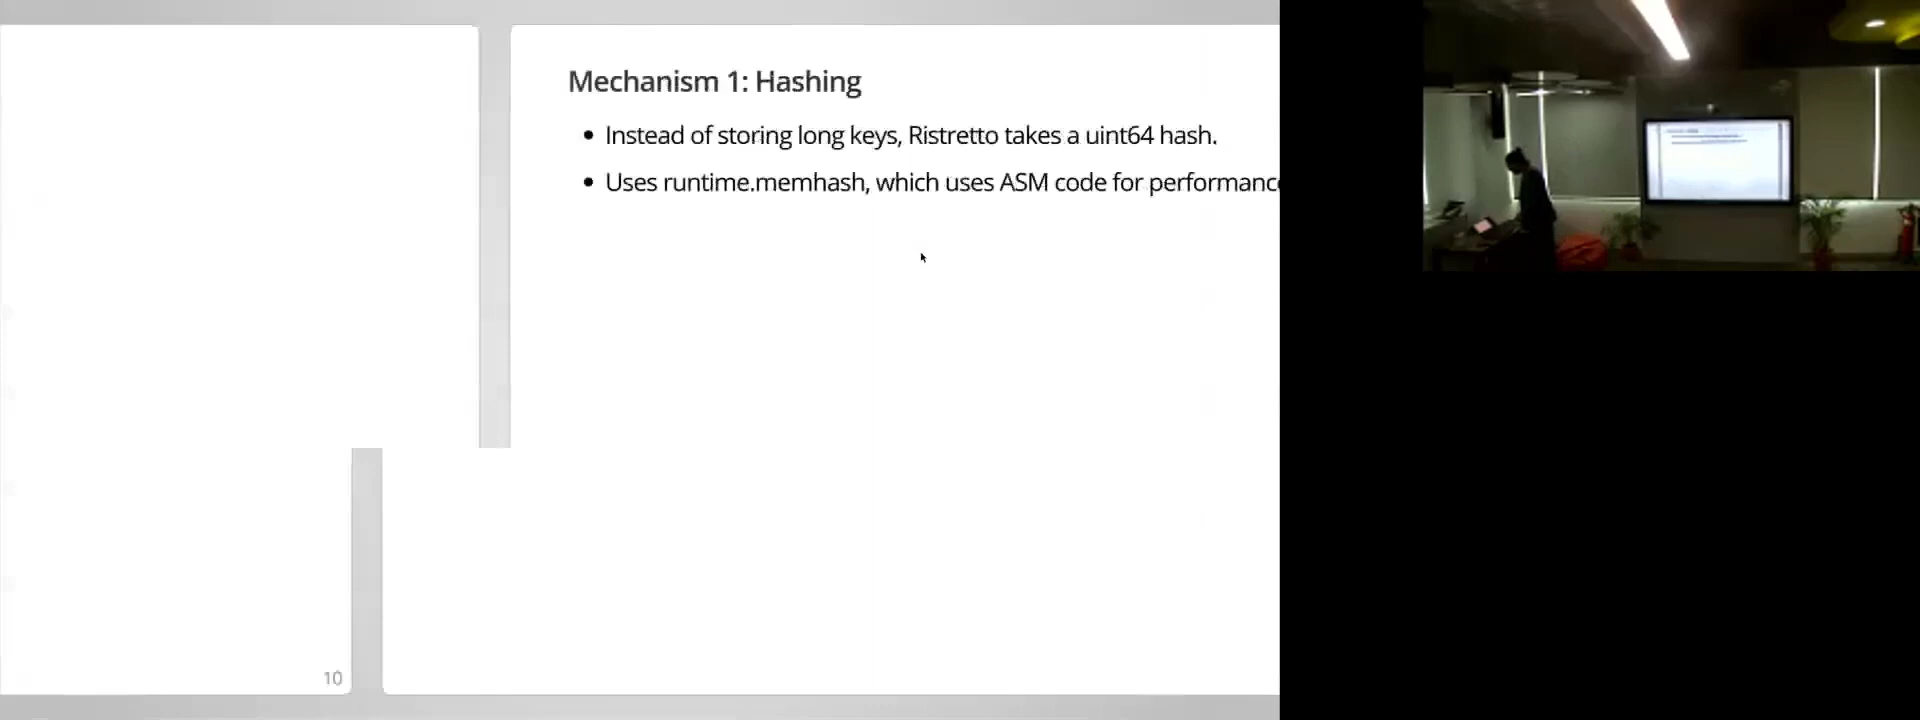 Mechanism 1: Hashing
• Instead of storing long keys, Ristretto takes a uint64 hash.
• Uses runtime.memhash, which uses ASM code for performanc
10